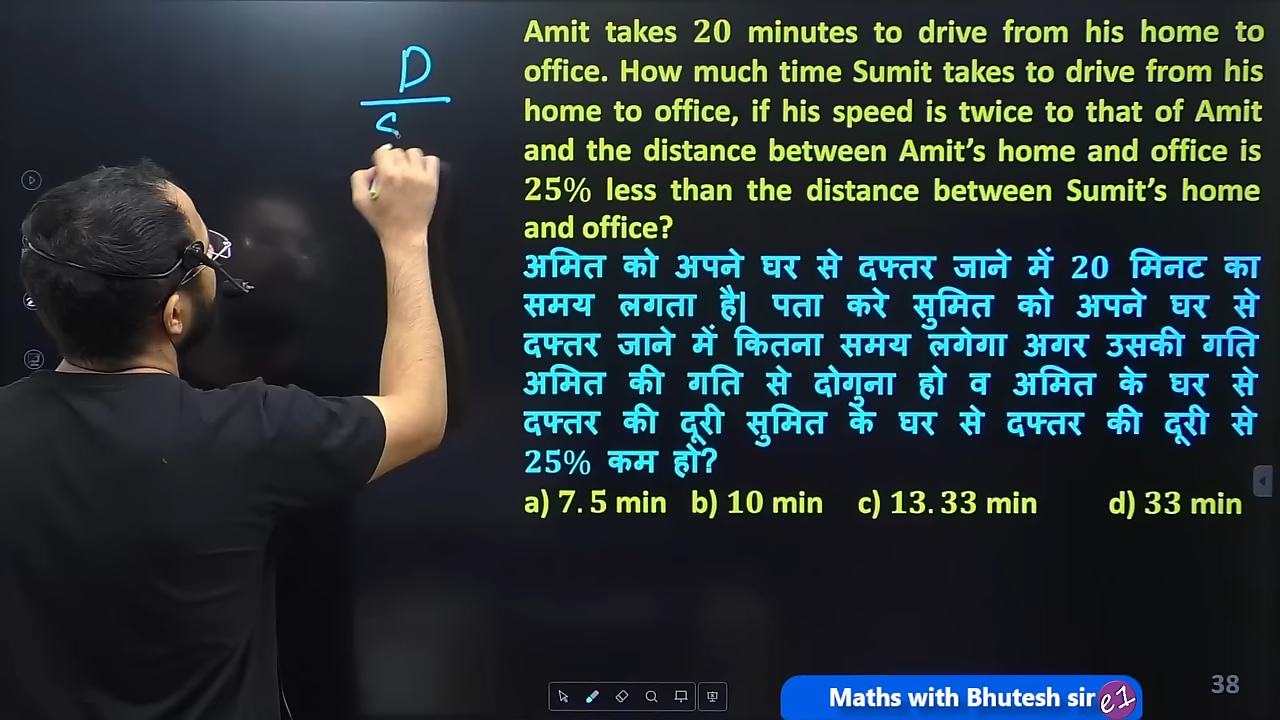 D
S
Amit takes 20 minutes to drive from his home to
office. How much time Sumit takes to drive from his
home to office, if his speed is twice to that of Amit
and the distance between Amit's home and office is
25% less than the distance between Sumit's home
and office?
अमित को अपने घर से दफ्तर जाने में 20 मिनट का
समय लगता है| पता करे सुमित को अपने घर से
दफ्तर जाने में कितना समय लगेगा अगर उसकी गति
अमित की गति से दोगुना हो व अमित के घर से
दफ्तर की दूरी सुमित के घर से दफ्तर की दूरी से
25% कम हो?
a) 7.5 min b) 10 min c) 13.33 min d) 33 min
38
Maths with Bhutesh sir e1